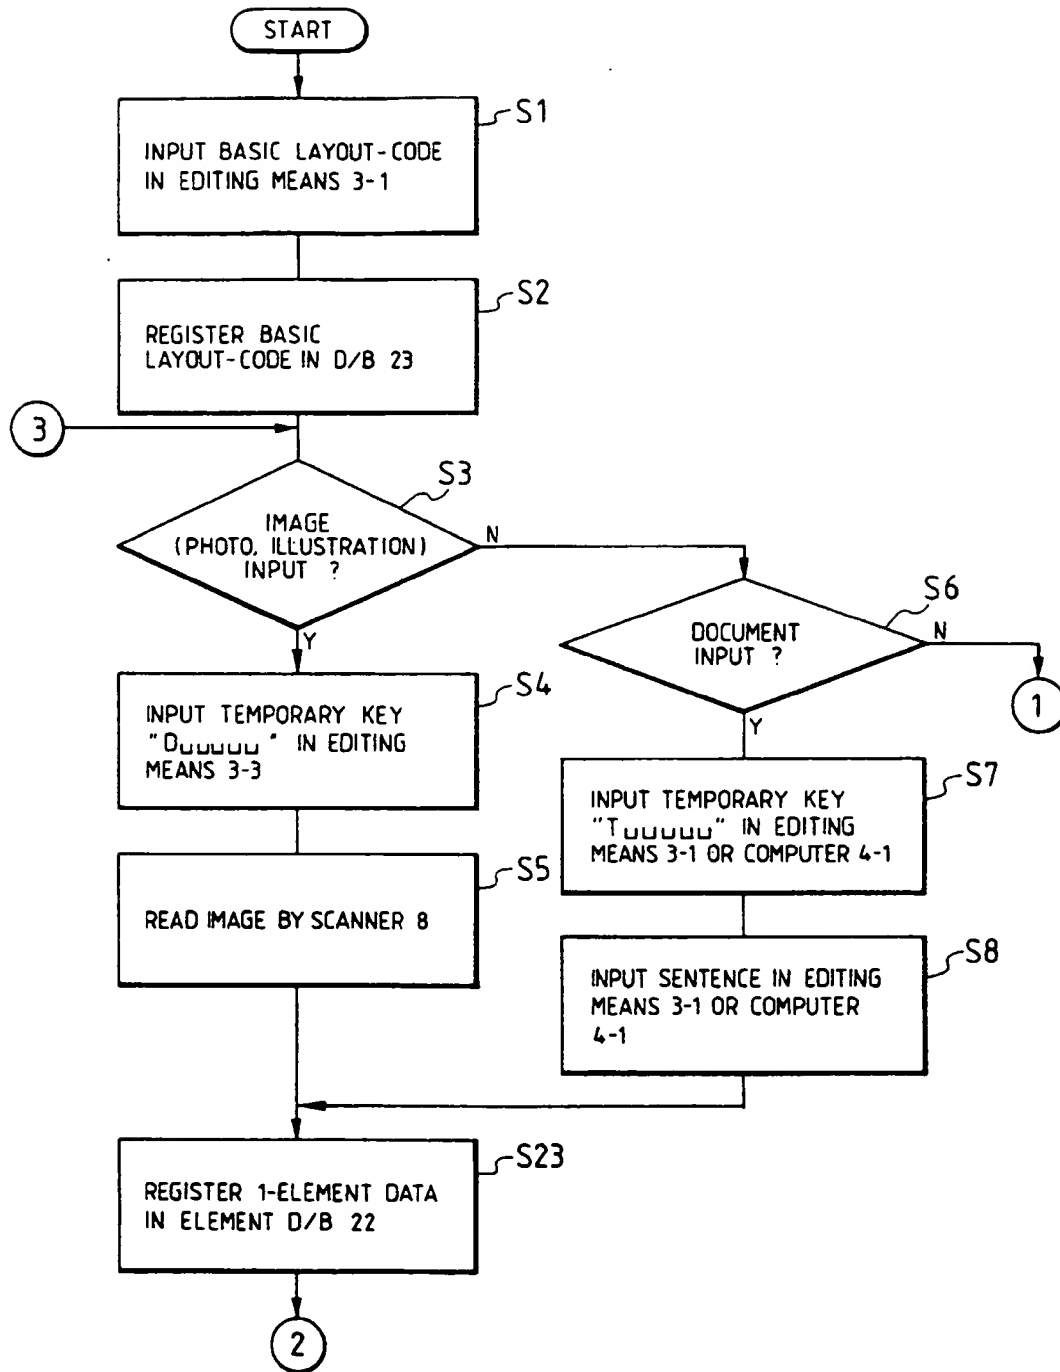 START
S1
INPUT BASIC LAYOUT-CODE
IN EDITING MEANS 3-1
S2
REGISTER BASIC
LAYOUT-CODE IN D/B 23
3
S3
IMAGE
(PHOTO, ILLUSTRATION)
INPUT ?
N
Y
S6
DOCUMENT
INPUT ?
N
Y
1
S4
INPUT TEMPORARY KEY
"D␣␣␣␣␣" IN EDITING
MEANS 3-3
S7
INPUT TEMPORARY KEY
"T␣␣␣␣␣" IN EDITING
MEANS 3-1 OR COMPUTER 4-1
S5
READ IMAGE BY SCANNER 8
S8
INPUT SENTENCE IN EDITING
MEANS 3-1 OR COMPUTER
4-1
S23
REGISTER 1-ELEMENT DATA
IN ELEMENT D/B 22
2